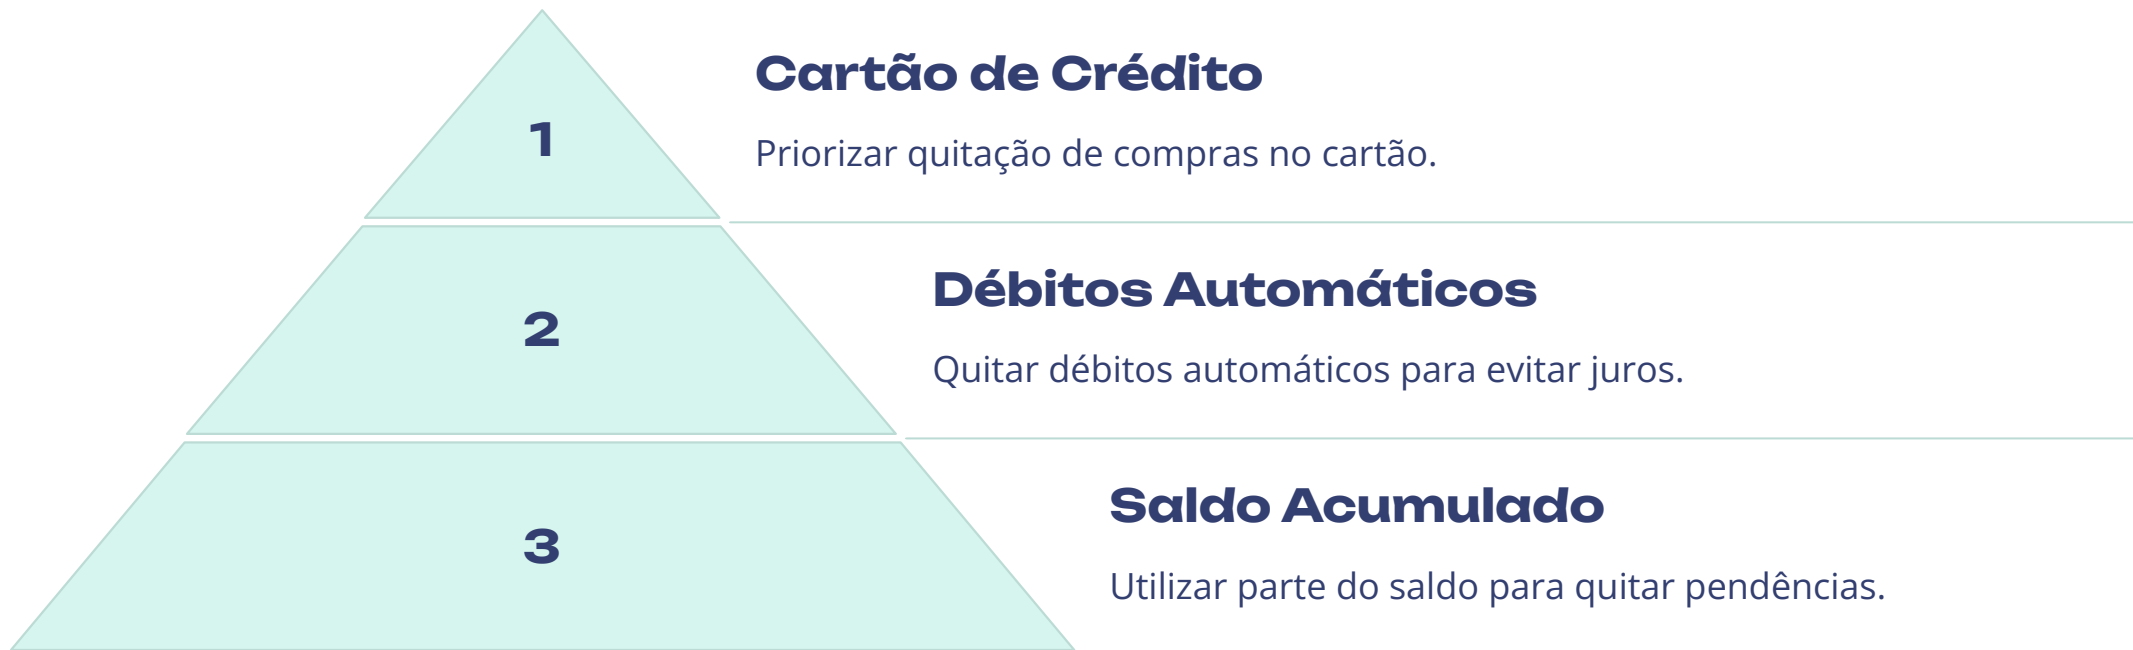 1
Cartão de Crédito
Priorizar quitação de compras no cartão.
2
Débitos Automáticos
Quitar débitos automáticos para evitar juros.
3
Saldo Acumulado
Utilizar parte do saldo para quitar pendências.